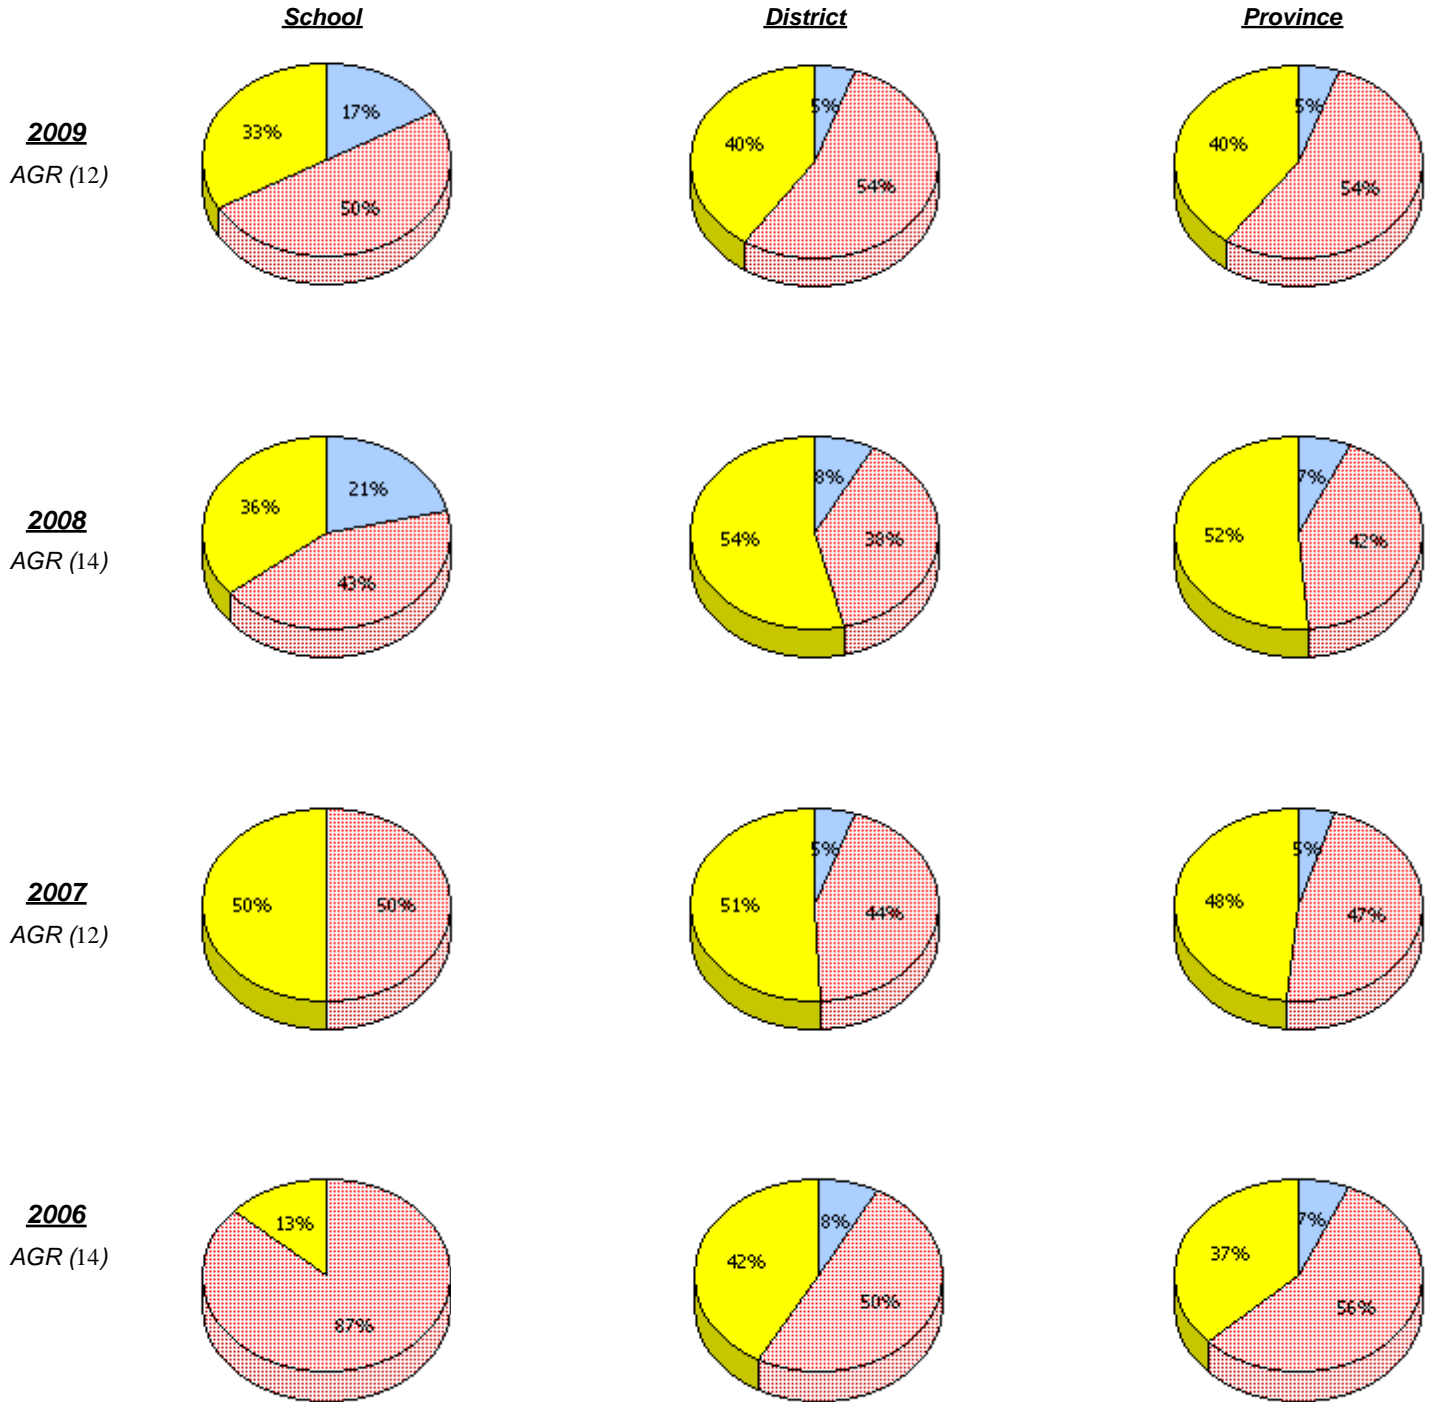 School District Province
2009
AGR (12)
33% 17% 50%
40% 5% 54%
40% 5% 54%
2008
AGR (14)
36% 21% 43%
54% 8% 38%
52% 7% 42%
2007
AGR (12)
50% 50%
51% 5% 44%
48% 5% 47%
2006
AGR (14)
13% 87%
42% 8% 50%
37% 7% 56%